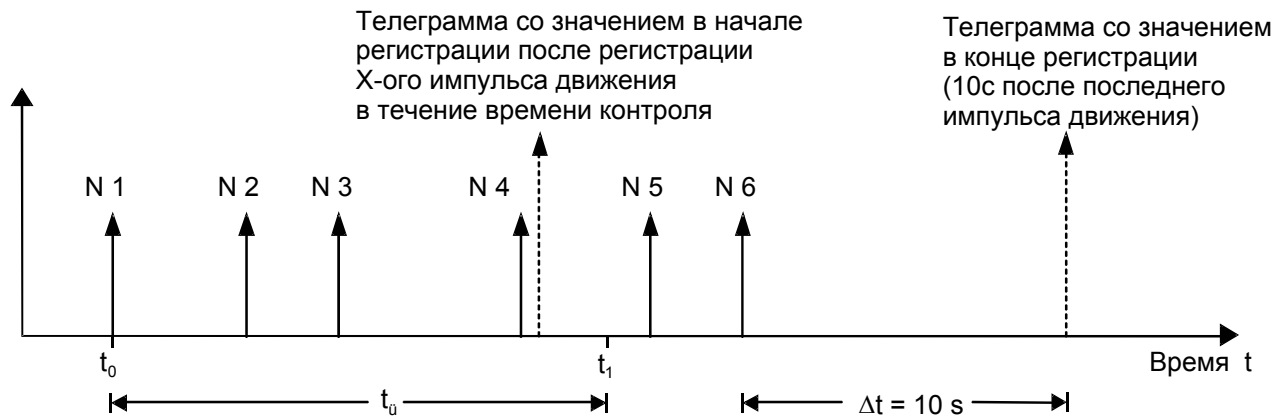 Телеграмма со значением в начале
регистрации после регистрации
X-ого импульса движения
в течение времени контроля
Телеграмма со значением
в конце регистрации
(10с после последнего
импульса движения)
N 1
N 2
N 3
N 4
N 5
N 6
t0
t1
Время t
tü
Δt = 10 s